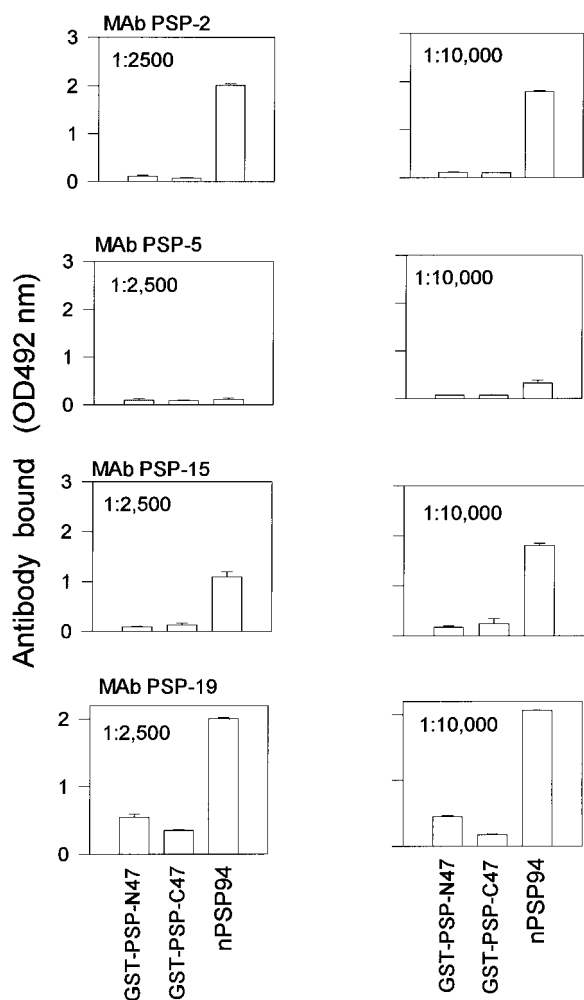 MAb PSP-2
3
2
1
0
1:2500
1:10,000
MAb PSP-5
3
2
1
0
1:2,500
1:10,000
MAb PSP-15
3
2
1
0
1:2,500
1:10,000
MAb PSP-19
2
1
0
1:2,500
1:10,000
Antibody bound (OD492 nm)
GST-PSP-N47
GST-PSP-C47
nPSP94
GST-PSP-N47
GST-PSP-C47
nPSP94